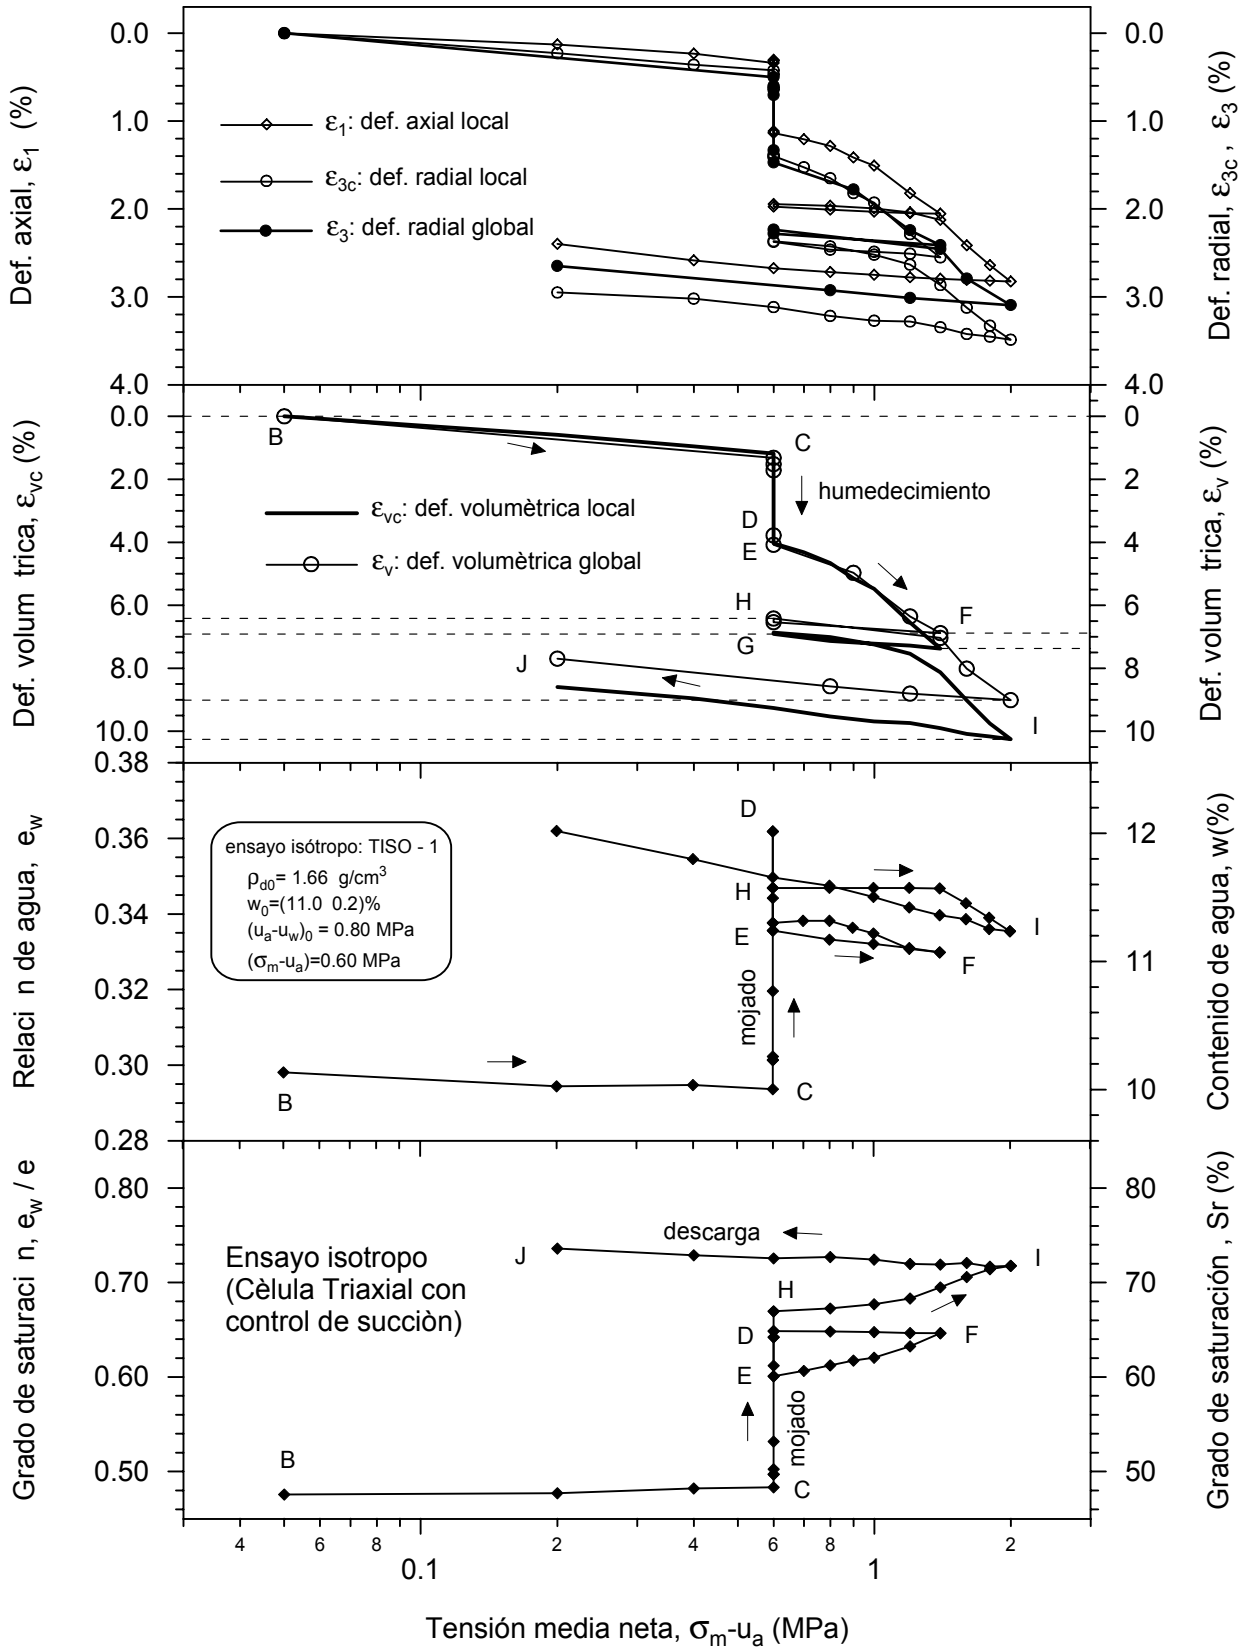 0.0
1.0
2.0
3.0
4.0
Def. axial, ε1 (%)
ε1: def. axial local
ε3c: def. radial local
ε3: def. radial global
0.0
1.0
2.0
3.0
4.0
Def. radial, ε3c , ε3 (%)
0.0
2.0
4.0
6.0
8.0
10.0
Def. volum trica, εvc (%)
B
C
humedecimiento
D
E
εvc: def. volumètrica local
εv: def. volumètrica global
H
F
G
J
I
0
2
4
6
8
10
Def. volum trica, εv (%)
0.38
0.36
0.34
0.32
0.30
0.28
Relaci n de agua, ew
ensayo isótropo: TISO - 1
ρd0= 1.66 g/cm3
w0=(11.0 0.2)%
(ua-uw)0 = 0.80 MPa
(σm-ua)=0.60 MPa
D
H
E
I
F
mojado
B
C
12
11
10
Contenido de agua, w(%)
0.80
0.70
0.60
0.50
Grado de saturaci n, ew / e
descarga
Ensayo isotropo
(Cèlula Triaxial con
control de succiòn)
J
I
H
D
F
E
mojado
B
C
80
70
60
50
Grado de saturación , Sr (%)
4 6 8 2 4 6 8 2
0.1 1
Tensión media neta, σm-ua (MPa)